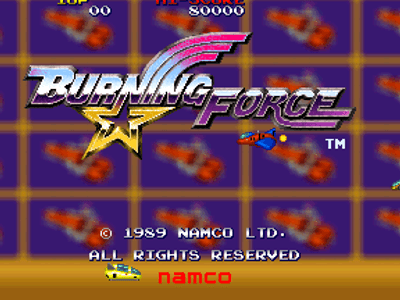 1UP HI-SCORE
00 80000
BURNING FORCE
TM
© 1989 NAMCO LTD.
ALL RIGHTS RESERVED
namco